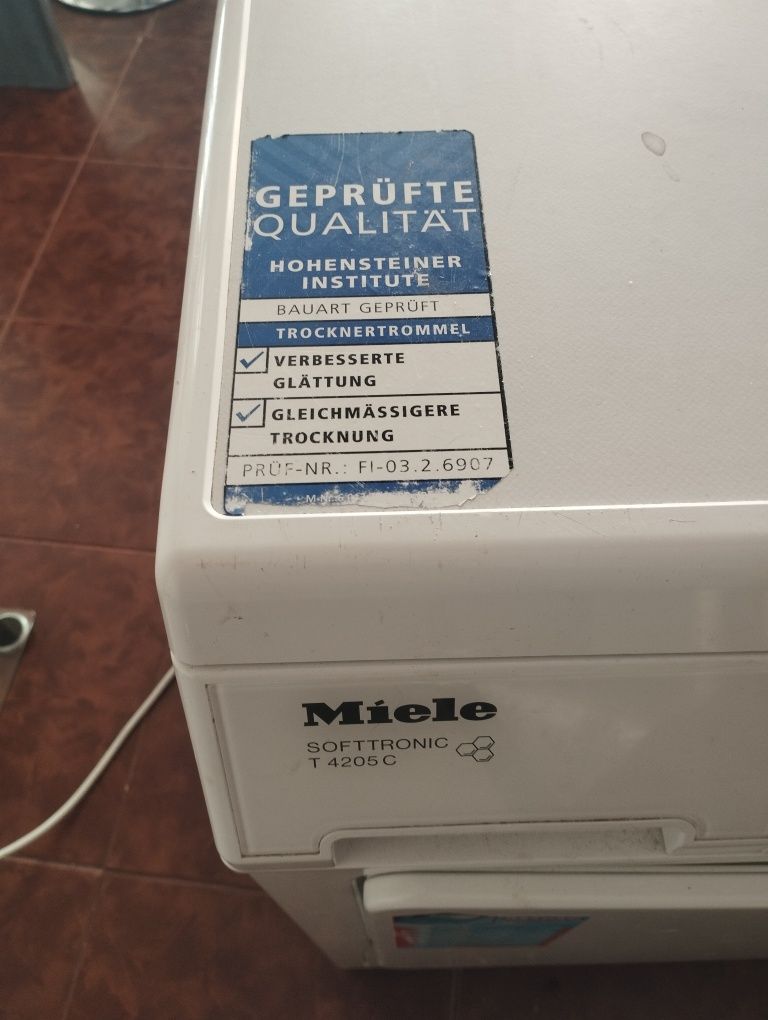 GEPRÜFTE
QUALITÄT
HOHENSTEINER
INSTITUTE
BAUART GEPRÜFT
TROCKNERTROMMEL
VERBESSERTE
GLÄTTUNG
GLEICHMÄSSIGERE
TROCKNUNG
PRÜF-NR.: FI-03.2.6907
Miele
SOFTTRONIC
T 4205 C